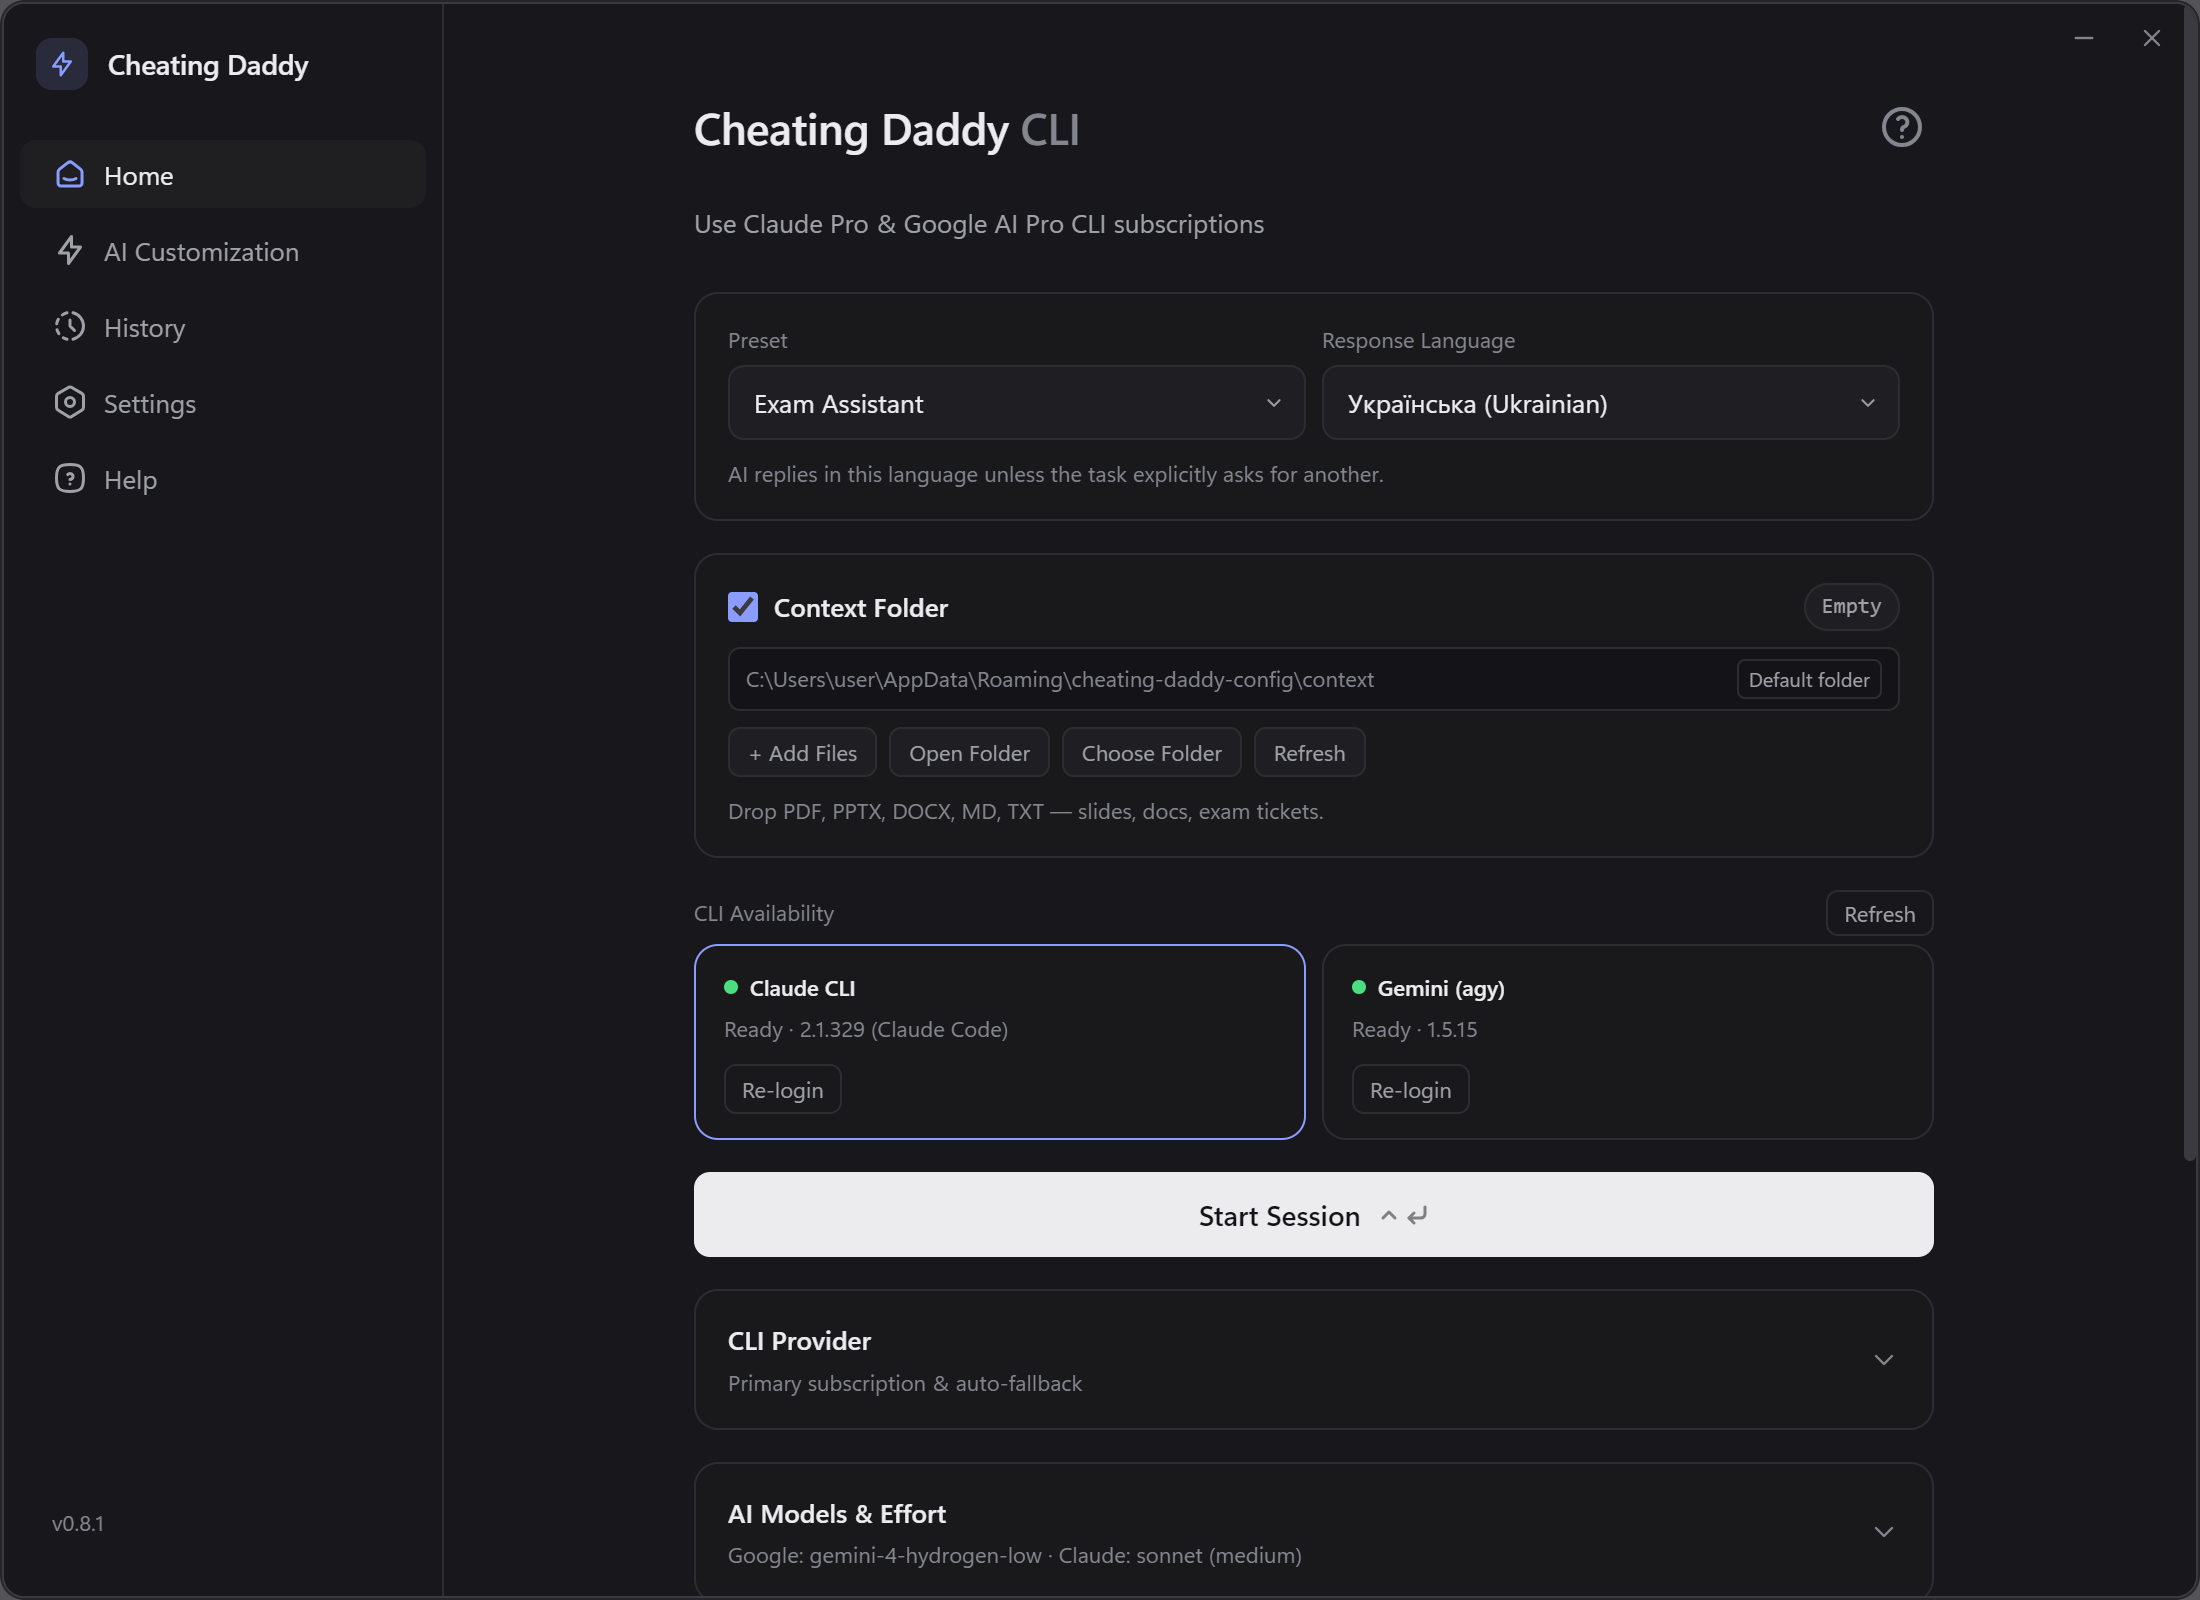 Cheating Daddy
Home
AI Customization
History
Settings
Help
v0.8.1
Cheating Daddy CLI
Use Claude Pro & Google AI Pro CLI subscriptions
Preset
Exam Assistant
Response Language
Українська (Ukrainian)
AI replies in this language unless the task explicitly asks for another.
Context Folder
Empty
C:\Users\user\AppData\Roaming\cheating-daddy-config\context
Default folder
+ Add Files
Open Folder
Choose Folder
Refresh
Drop PDF, PPTX, DOCX, MD, TXT — slides, docs, exam tickets.
CLI Availability
Refresh
Claude CLI
Ready · 2.1.329 (Claude Code)
Re-login
Gemini (agy)
Ready · 1.5.15
Re-login
Start Session
CLI Provider
Primary subscription & auto-fallback
AI Models & Effort
Google: gemini-4-hydrogen-low · Claude: sonnet (medium)